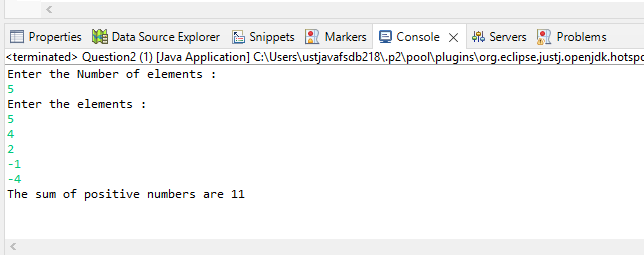 Properties Data Source Explorer Snippets Markers Console Servers Problems
<terminated> Question2 (1) [Java Application] C:\Users\ustjavafsdb218\.p2\pool\plugins\org.eclipse.justj.openjdk.hotspo
Enter the Number of elements :
5
Enter the elements :
5
4
2
-1
-4
The sum of positive numbers are 11